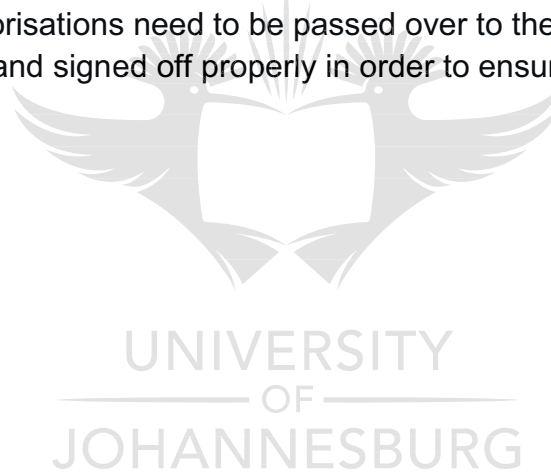 orisations need to be passed over to the
and signed off properly in order to ensur
UNIVERSITY
OF
JOHANNESBURG